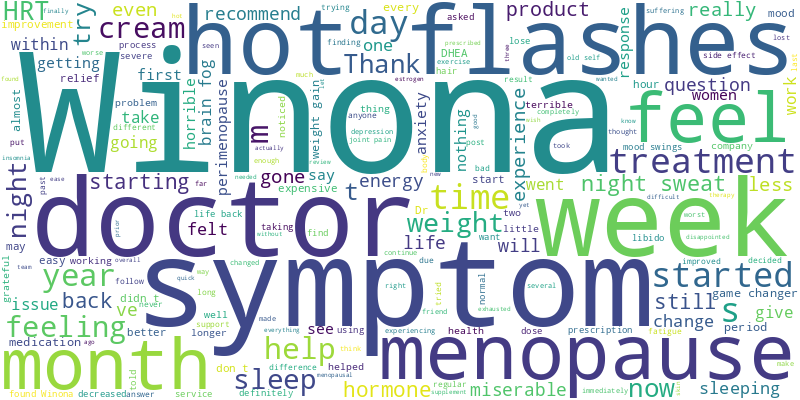 HRT
try
even
cream
hot flashes
day
recommend
product
really
mood
every
suffering
finally
trying
asked
lose
old self
lost
improvement
menopause
within
process
severe
getting
relief
first
Thank
one
finding
DHEA
exercise
hair
prescribed
seen
worse
side effect
response
Winona
feel
almost
problem
found
anyone
horrible
brain fog
perimenopause
weight gain
much
estrogen
result
wanted
hour
question
women
work
take
going
different
put
insomnia
m
noticed
thing
depression
joint pain
actually
anxiety
nothing
experience
terrible
completely
thought
know
mood swings
company
took
treatment
night
starting
gone
say
expensive
energy
enough
review
post
good
bad
start
went
night sweat
less
doctor
week
past
ease
far
needed
new
yet
therapy
difficult
felt
life back
taking
without
find
t
time
weight
Dr
life
two
little
want
will
libido
worst
disappointed
may
easy
working
prior
overall
symptom
continue
due
normal
several
improved
decided
started
grateful
team
year
issue
back
follow
changed
quick
way
long
right
tried
friend
exhausted
still
change
game changer
s
give
period
feeling
ve
didn t
never
better
longer
well
support
made
everything
see
using
experiencing
health
dose
prescription
fatigue
medication
ago
told
month
help
don t
difference
helped
think
menopausal
make
sleep
hormone
regular
supplement
miserable
immediately
now
sleeping
found Winona
decreased
answer
service
definitely